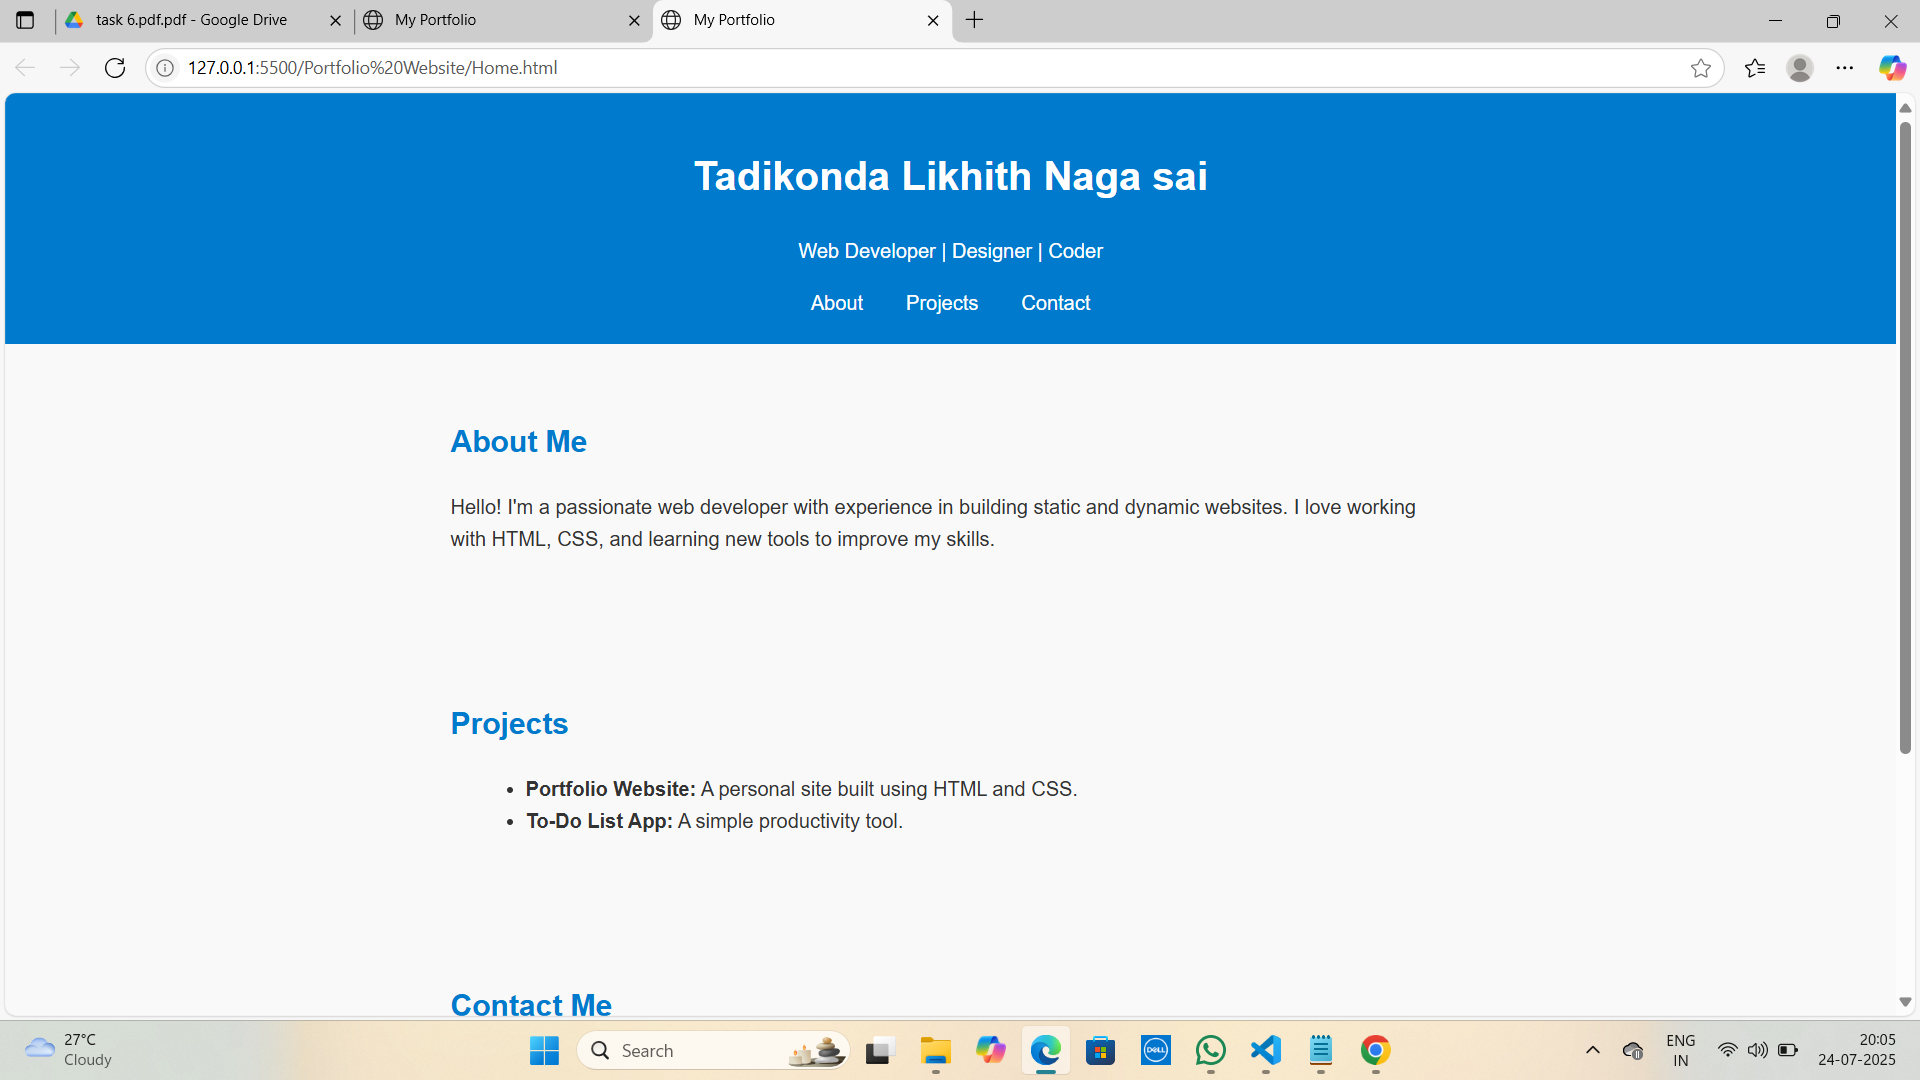 task 6.pdf.pdf - Google Drive
My Portfolio
My Portfolio
127.0.0.1:5500/Portfolio%20Website/Home.html
Tadikonda Likhith Naga sai
Web Developer | Designer | Coder
About Projects Contact
About Me
Hello! I'm a passionate web developer with experience in building static and dynamic websites. I love working
with HTML, CSS, and learning new tools to improve my skills.
Projects
• Portfolio Website: A personal site built using HTML and CSS.
• To-Do List App: A simple productivity tool.
Contact Me
27°C
Cloudy
Search
DELL
ENG
IN
20:05
24-07-2025